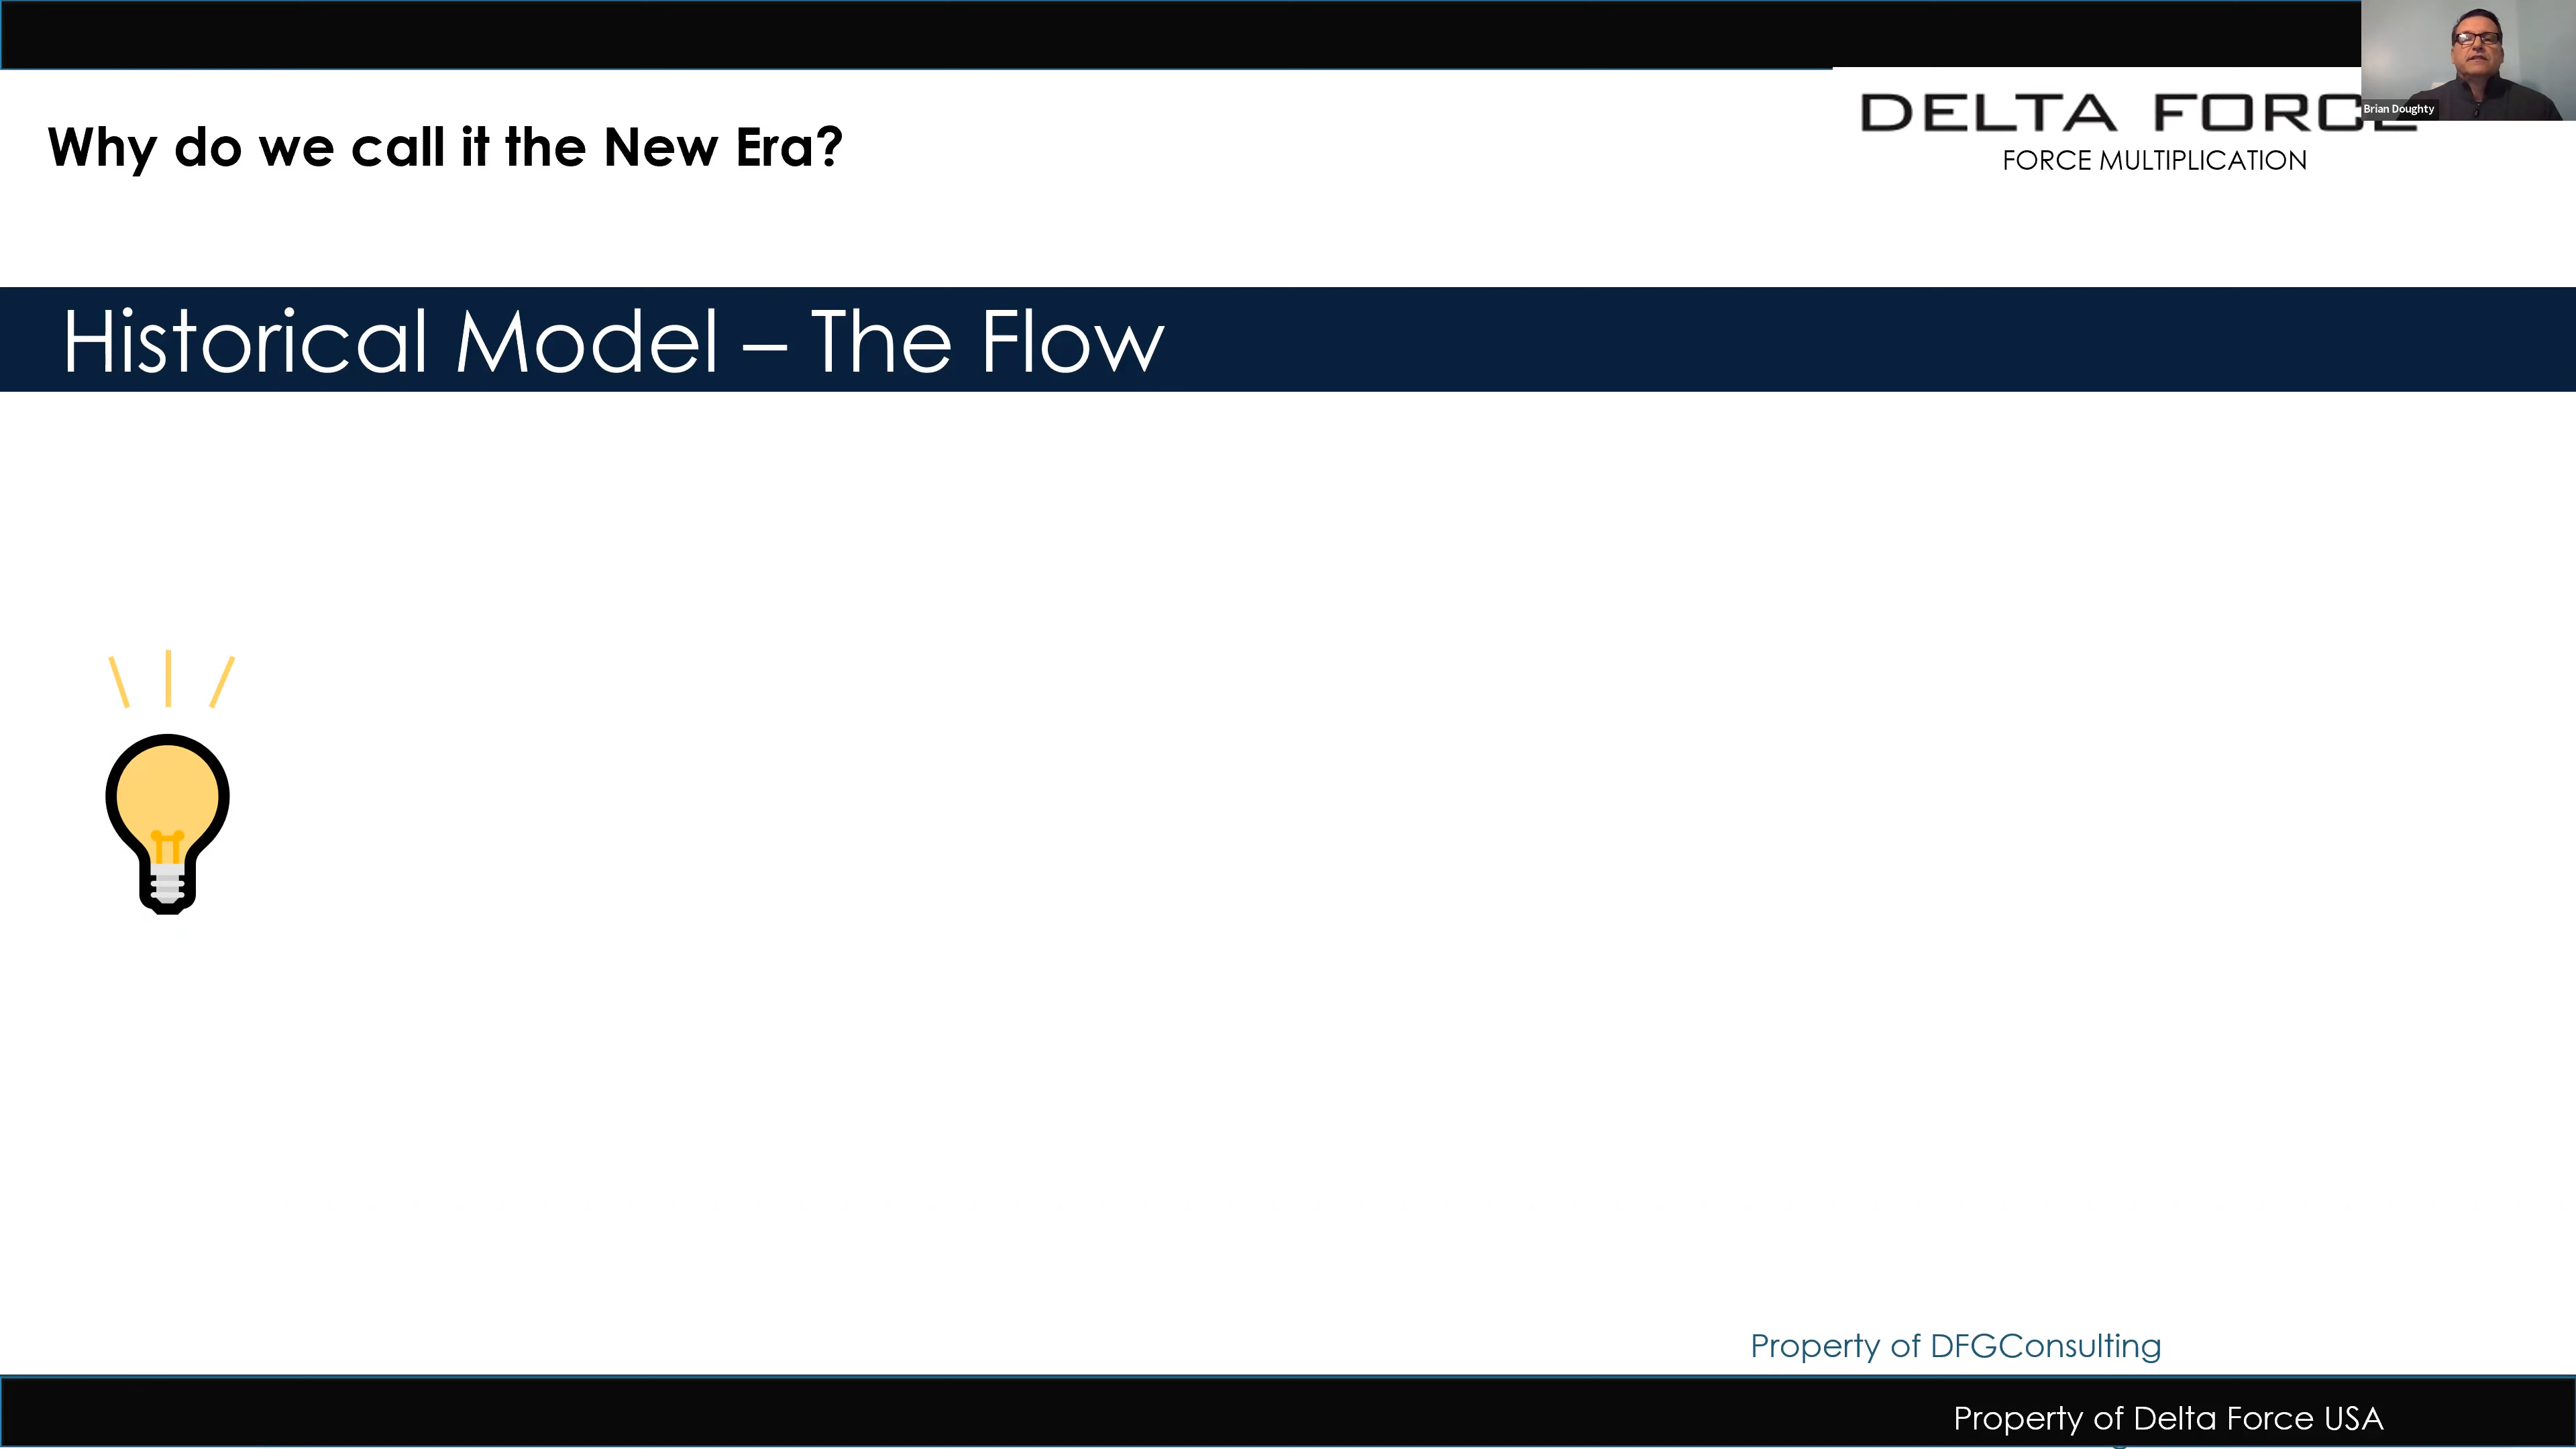 DELTA FORCE
Brian Doughty
Why do we call it the New Era?
FORCE MULTIPLICATION
Historical Model – The Flow
Property of DFGConsulting
Property of Delta Force USA